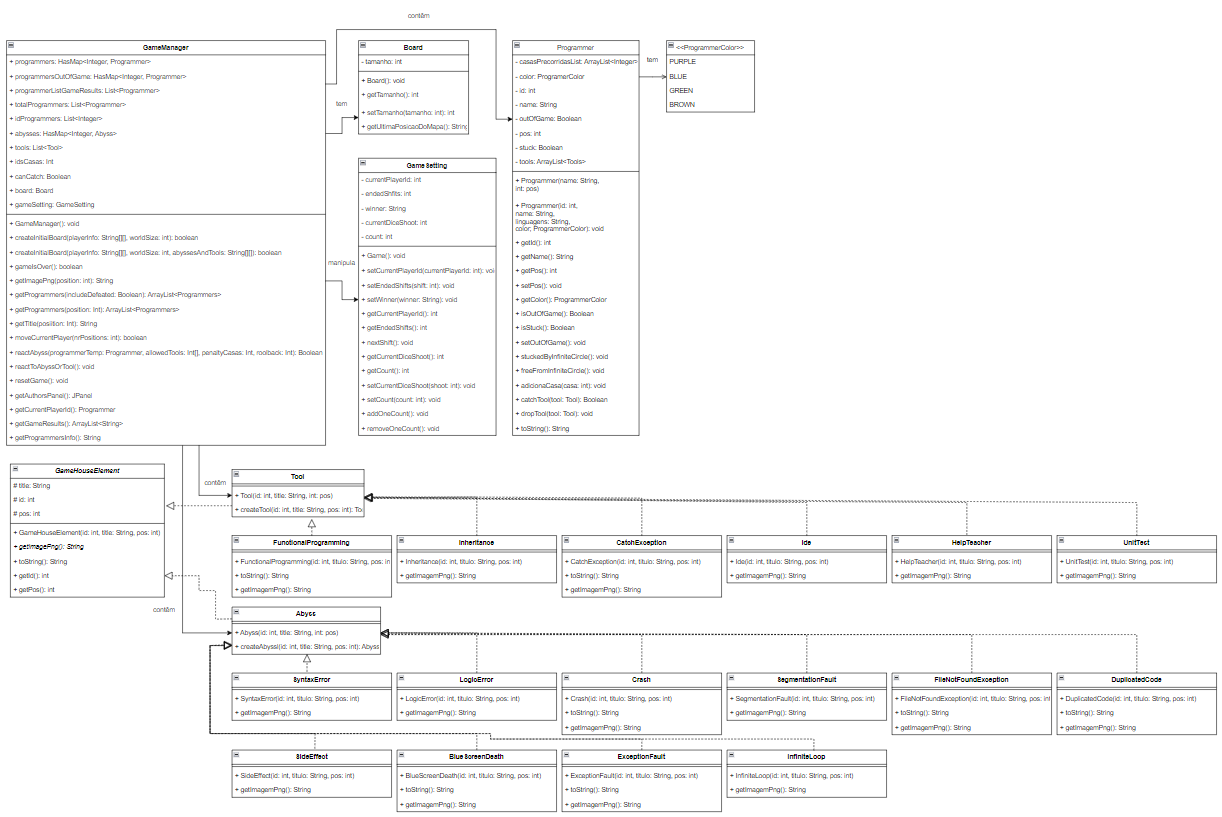 contêm
GameManager
+ programmers: HasMap<Integer, Programmer>
+ programmersOutOfGame: HasMap<Integer, Programmer>
+ programmerListGameResults: List<Programmer>
+ totalProgrammers: List<Programmer>
+ idProgrammers: List<Integer>
+ abysses: HasMap<Integer, Abyss>
+ tools: List<Tool>
+ idsCasas: Int
+ canCatch: Boolean
+ board: Board
+ gameSetting: GameSetting
+ GameManager(): void
+ createInitialBoard(playerInfo: String[][], worldSize: int): boolean
+ createInitialBoard(playerInfo: String[][], worldSize: int, abyssesAndTools: String[][]): boolean
+ gameIsOver(): boolean
+ getImagePng(position: int): String
+ getProgrammers(includeDefeated: Boolean): ArrayList<Programmers>
+ getProgrammers(position: Int): ArrayList<Programmers>
+ getTitle(position: Int): String
+ moveCurrentPlayer(nrPositions: int): boolean
+ reactAbyss(programmerTemp: Programmer, allowedTools: Int[], penaltyCasas: Int, roolback: Int): Boolean
+ reactToAbyssOrTool(): void
+ resetGame(): void
+ getAuthorsPanel(): JPanel
+ getCurrentPlayerId(): Programmer
+ getGameResults(): ArrayList<String>
+ getProgrammersInfo(): String
tem
manipula
Board
- tamanho: int
+ Board(): void
+ getTamanho(): int
+ setTamanho(tamanho: int): int
+ getUltimaPosicaoDoMapa(): String
GameSetting
- currentPlayerId: int
- endedShfits: int
- winner: String
- currentDiceShoot: int
- count: int
+ Game(): void
+ setCurrentPlayerId(currentPlayerId: int): voi
+ setEndedShifts(shift: int): void
+ setWinner(winner: String): void
+ getCurrentPlayerId(): int
+ getEndedShifts(): int
+ nextShift(): void
+ getCurrentDiceShoot(): int
+ getCount(): int
+ setCurrentDiceShoot(shoot: int): void
+ setCount(count: int): void
+ addOneCount(): void
+ removeOneCount(): void
Programmer
- casasPrecorridasList: ArrayList<Integer>
- color: ProgramerColor
- id: int
- name: String
- outOfGame: Boolean
- pos: int
- stuck: Boolean
- tools: ArrayList<Tools>
+ Programmer(name: String,
int: pos)
+ Programmer(id: int,
name: String,
linguagens: String,
color, ProgrammerColor): void
+ getId(): int
+ getName(): String
+ getPos(): int
+ setPos(): void
+ getColor(): ProgrammerColor
+ isOutOfGame(): Boolean
+ isStuck(): Boolean
+ setOutOfGame(): void
+ stuckedByInfiniteCircle(): void
+ freeFromInfiniteCircle(): void
+ adicionaCasa(casa: int): void
+ catchTool(tool: Tool): Boolean
+ dropTool(tool: Tool): void
+ toString(): String
tem
<<ProgrammerColor>>
PURPLE
BLUE
GREEN
BROWN
GameHouseElement
# title: String
# id: int
# pos: int
+ GameHouseElement(id: int, title: String, pos: int)
+ getImagePng(): String
+ toString(): String
+ getId(): int
+ getPos(): int
contêm
contêm
Tool
+ Tool(id: int, title: String, int: pos)
+ createTool(id: int, title: String, pos: int): To
FunctionalProgramming
+ FunctionalProgramming(id: int, titulo: String, pos: in
+ toString(): String
+ getImagemPng(): String
Inheritance
+ Inheritance(id: int, titulo: String, pos: int)
+ getImagemPng(): String
CatchException
+ CatchException(id: int, titulo: String, pos: int)
+ toString(): String
+ getImagemPng(): String
Ide
+ Ide(id: int, titulo: String, pos: int)
+ getImagemPng(): String
HelpTeacher
+ HelpTeacher(id: int, titulo: String, pos: int)
+ getImagemPng(): String
UnitTest
+ UnitTest(id: int, titulo: String, pos: int)
+ getImagemPng(): String
Abyss
+ Abyss(id: int, title: String, int: pos)
+ createAbyss(id: int, title: String, pos: int): Abyss
SyntaxError
+ SyntaxError(id: int, titulo: String, pos: int)
+ getImagemPng(): String
LogicError
+ LogicError(id: int, titulo: String, pos: int)
+ getImagemPng(): String
Crash
+ Crash(id: int, titulo: String, pos: int)
+ toString(): String
+ getImagemPng(): String
SegmentationFault
+ SegmentationFault(id: int, titulo: String, pos: int)
+ getImagemPng(): String
FileNotFoundException
+ FileNotFoundException(id: int, titulo: String, pos: int
+ toString(): String
+ getImagemPng(): String
DuplicatedCode
+ DuplicatedCode(id: int, titulo: String, pos: int)
+ toString(): String
+ getImagemPng(): String
SideEffect
+ SideEffect(id: int, titulo: String, pos: int)
+ getImagemPng(): String
BlueScreenDeath
+ BlueScreenDeath(id: int, titulo: String, pos: int)
+ toString(): String
+ getImagemPng(): String
ExceptionFault
+ ExceptionFault(id: int, titulo: String, pos: int)
+ toString(): String
+ getImagemPng(): String
InfiniteLoop
+ InfiniteLoop(id: int, titulo: String, pos: int)
+ getImagemPng(): String